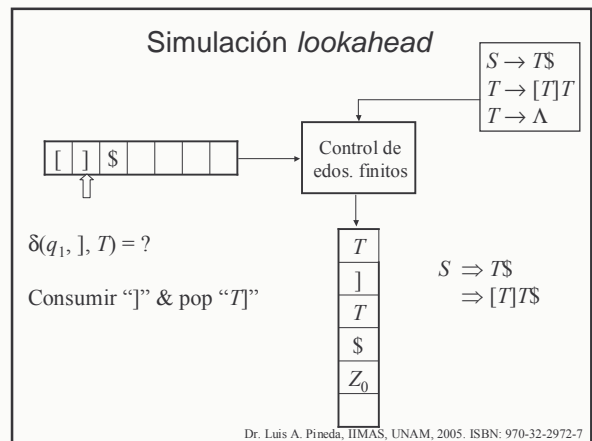 Simulación lookahead
S → T$
T → [T]T
T → Λ
Control de
edos. finitos
[ ] $
δ(q₁, ], T) = ?
Consumir “]” & pop “T]”
T
]
T
$
Z₀
S ⇒ T$
⇒ [T]T$
Dr. Luis A. Pineda, IIMAS, UNAM, 2005. ISBN: 970-32-2972-7